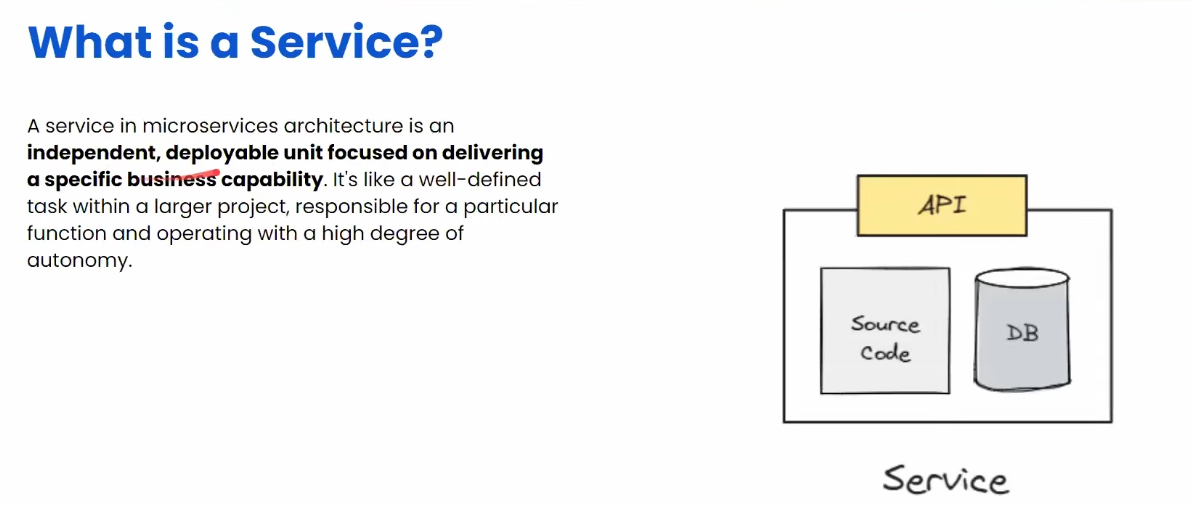 What is a Service?
A service in microservices architecture is an
independent, deployable unit focused on delivering
a specific business capability. It's like a well-defined
task within a larger project, responsible for a particular
function and operating with a high degree of
autonomy.
API
Source
Code
DB
Service